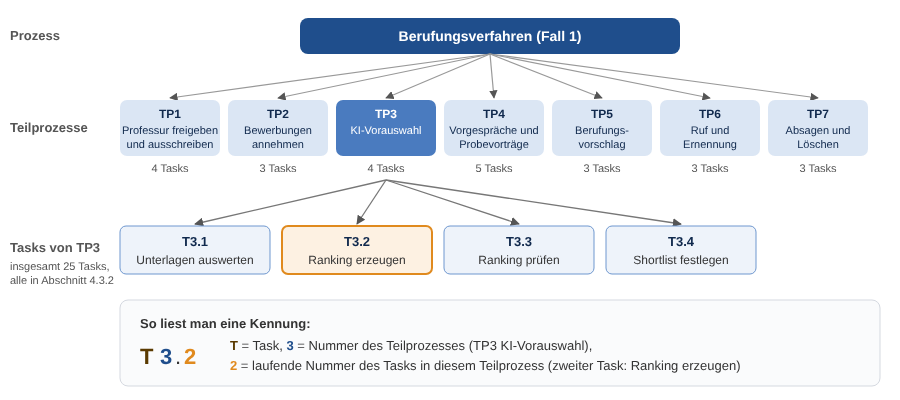 Prozess
Berufungsverfahren (Fall 1)
Teilprozesse
TP1
Professur freigeben
und ausschreiben
4 Tasks
TP2
Bewerbungen
annehmen
3 Tasks
TP3
KI-Vorauswahl
4 Tasks
TP4
Vorgespräche und
Probevorträge
5 Tasks
TP5
Berufungs-
vorschlag
3 Tasks
TP6
Ruf und
Ernennung
3 Tasks
TP7
Absagen und
Löschen
3 Tasks
Tasks von TP3
insgesamt 25 Tasks,
alle in Abschnitt 4.3.2
T3.1
Unterlagen auswerten
T3.2
Ranking erzeugen
T3.3
Ranking prüfen
T3.4
Shortlist festlegen
So liest man eine Kennung:
T 3.2
T = Task, 3 = Nummer des Teilprozesses (TP3 KI-Vorauswahl),
2 = laufende Nummer des Tasks in diesem Teilprozess (zweiter Task: Ranking erzeugen)